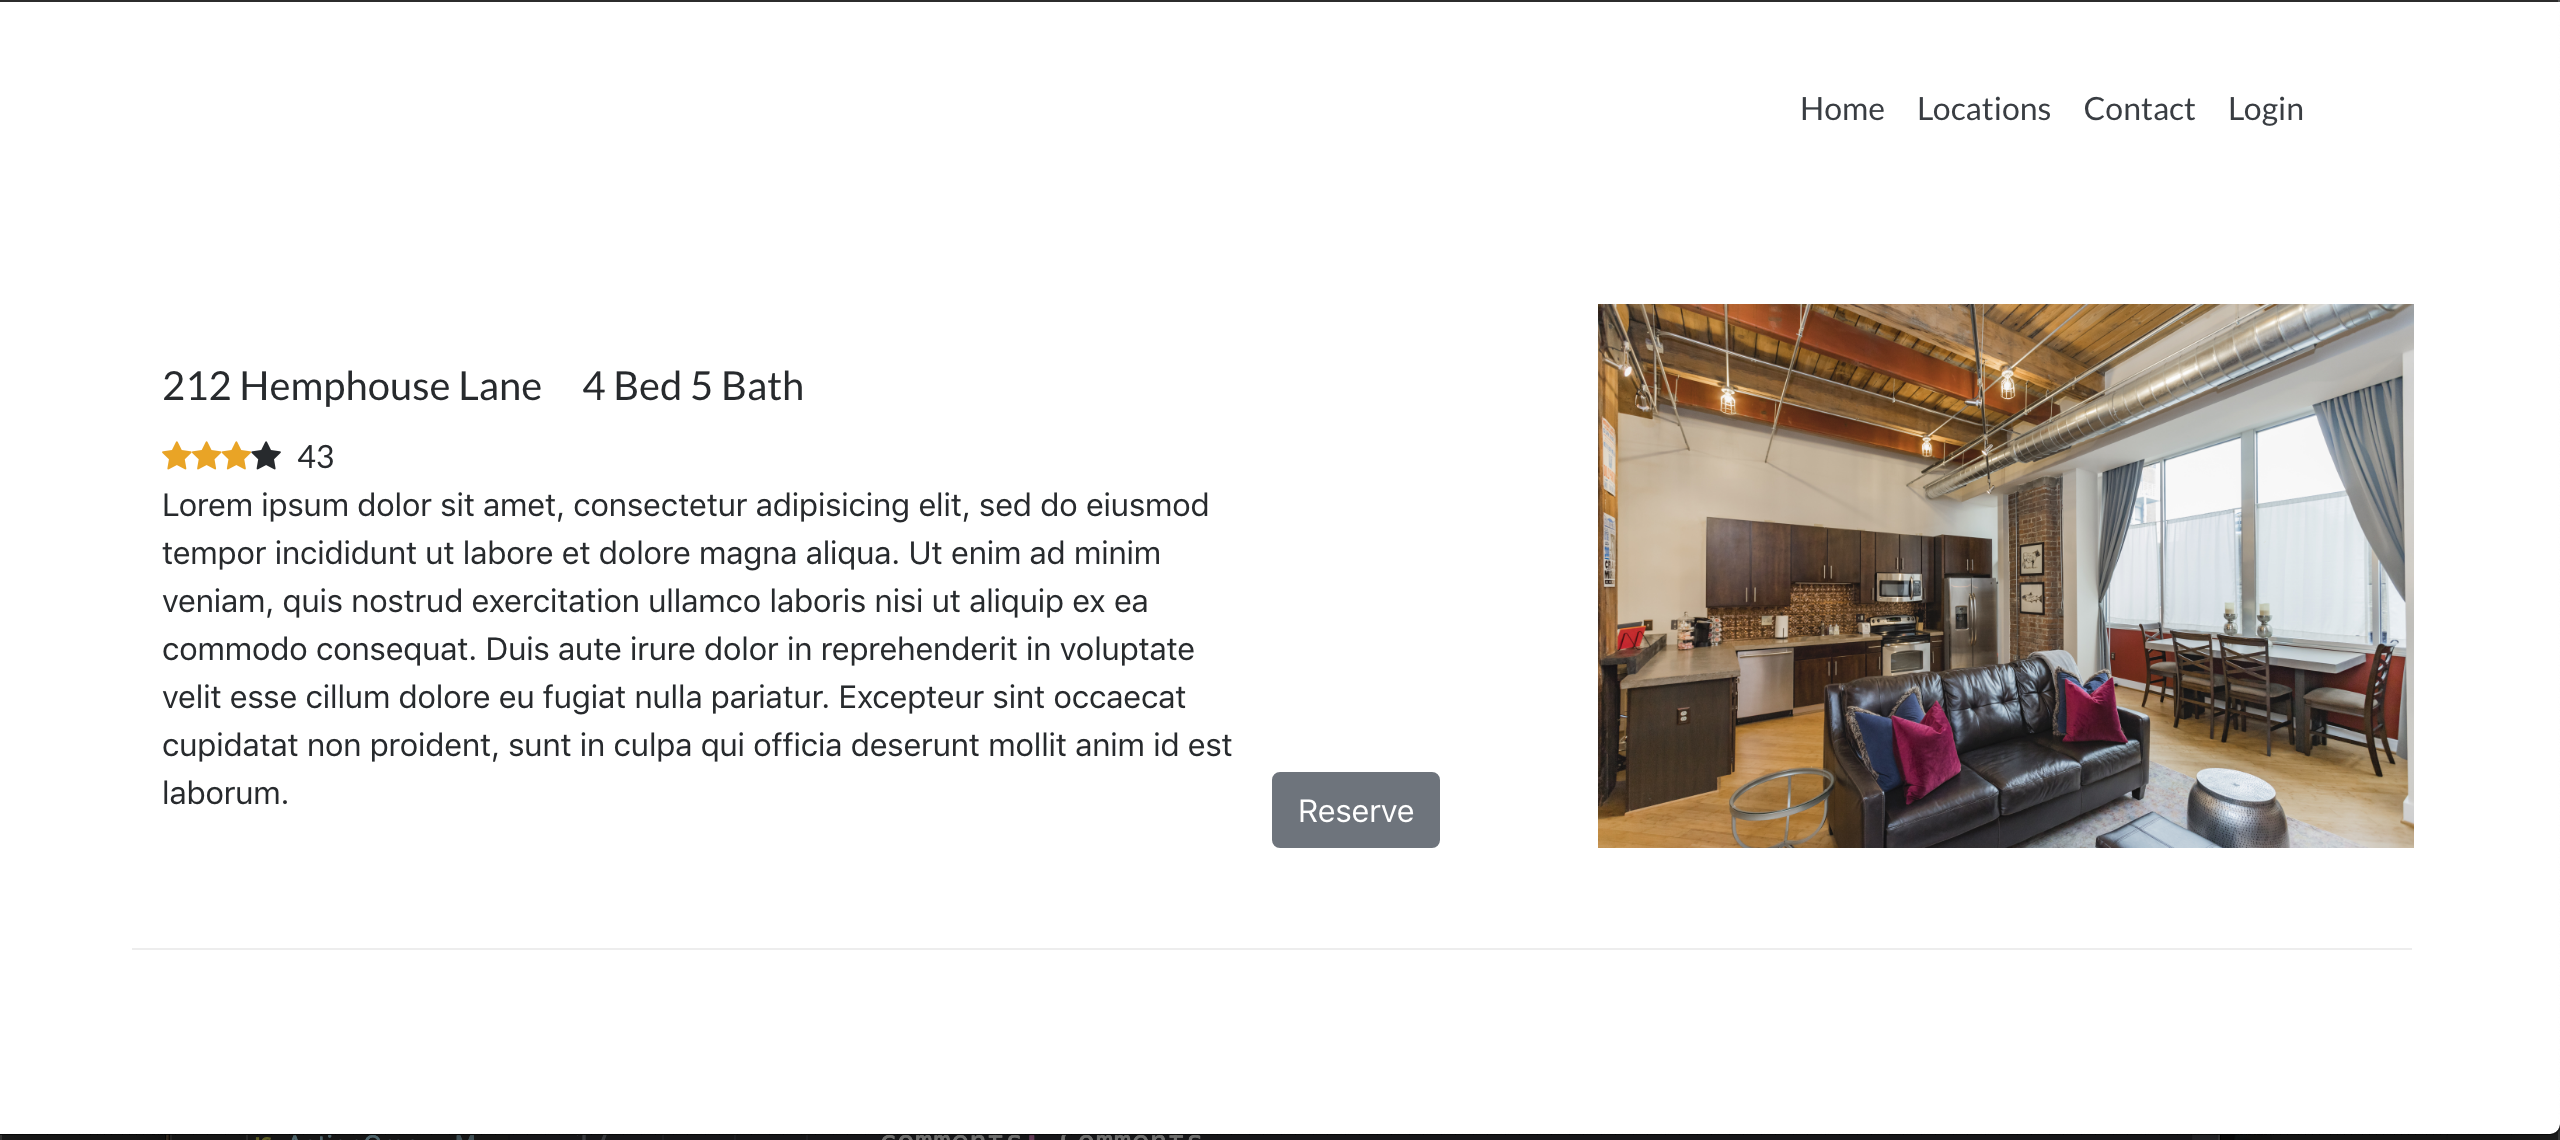 Home Locations Contact Login
212 Hemphouse Lane 4 Bed 5 Bath
43
Lorem ipsum dolor sit amet, consectetur adipisicing elit, sed do eiusmod
tempor incididunt ut labore et dolore magna aliqua. Ut enim ad minim
veniam, quis nostrud exercitation ullamco laboris nisi ut aliquip ex ea
commodo consequat. Duis aute irure dolor in reprehenderit in voluptate
velit esse cillum dolore eu fugiat nulla pariatur. Excepteur sint occaecat
cupidatat non proident, sunt in culpa qui officia deserunt mollit anim id est
laborum.
Reserve